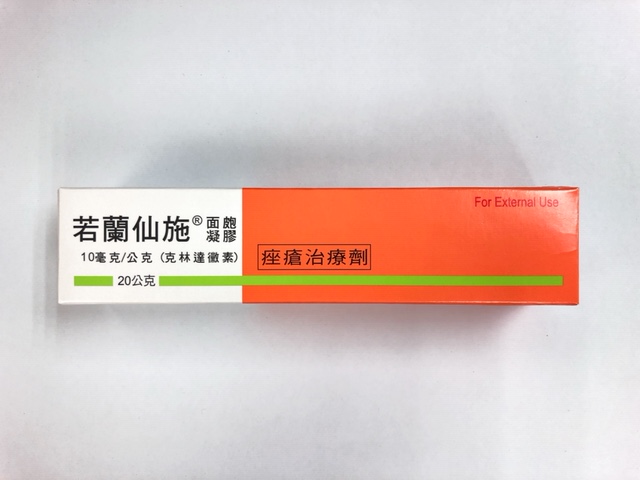 若蘭仙施® 面皰凝膠
10毫克/公克 (克林達黴素)
20公克
For External Use
痤瘡治療劑